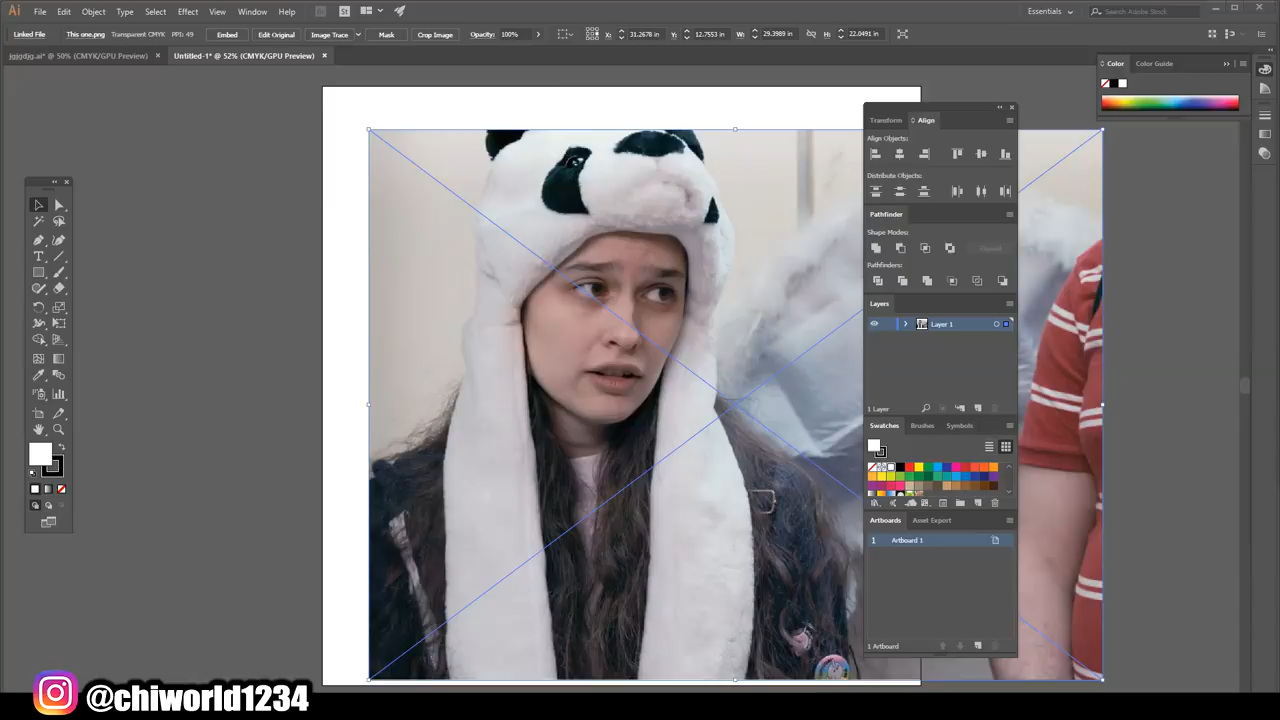 Ai File Edit Object Type Select Effect View Window Help Br St Essentials Search Adobe Stock
Linked File This one.png Transparent CMYK PPI: 49 Embed Edit Original Image Trace Mask Crop Image Opacity: 100% X: 31.2678 in Y: 12.7553 in W: 29.3989 in H: 22.0491 in
jgjgdjg.ai* @ 50% (CMYK/GPU Preview) Untitled-1* @ 52% (CMYK/GPU Preview)
Color Color Guide
Transform Align
Align Objects:
Distribute Objects:
Pathfinder
Shape Modes:
Expand
Pathfinders:
Layers
Layer 1
1 Layer
Swatches Brushes Symbols
Artboards Asset Export
1 Artboard 1
1 Artboard
@chiworld1234